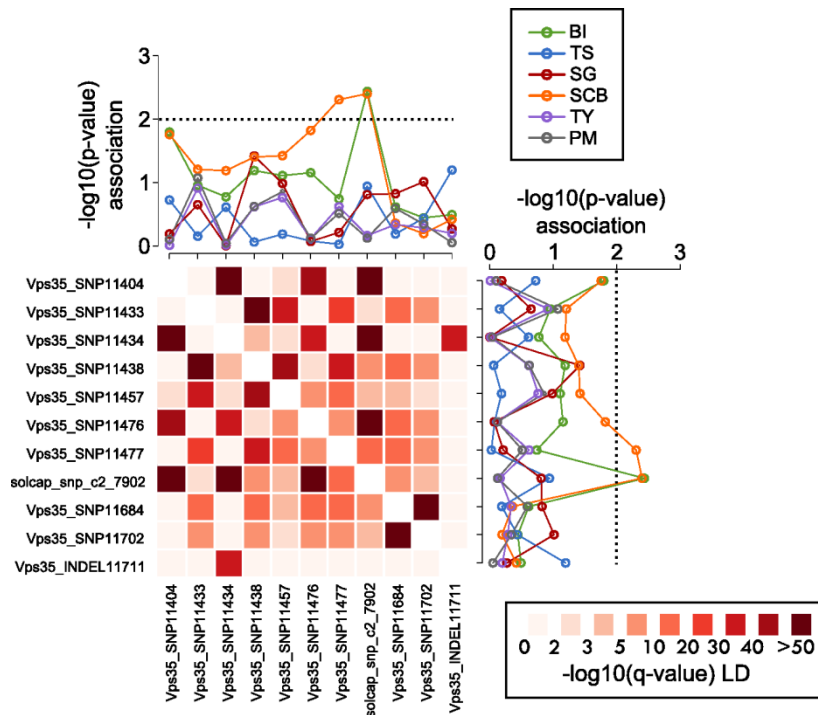 BI
TS
SG
SCB
TY
PM
-log10(p-value)
association
3
2
1
0
-log10(p-value)
association
0 1 2 3
Vps35_SNP11404
Vps35_SNP11433
Vps35_SNP11434
Vps35_SNP11438
Vps35_SNP11457
Vps35_SNP11476
Vps35_SNP11477
solcap_snp_c2_7902
Vps35_SNP11684
Vps35_SNP11702
Vps35_INDEL11711
Vps35_SNP11404
Vps35_SNP11433
Vps35_SNP11434
Vps35_SNP11438
Vps35_SNP11457
Vps35_SNP11476
Vps35_SNP11477
solcap_snp_c2_7902
Vps35_SNP11684
Vps35_SNP11702
Vps35_INDEL11711
0 2 3 5 10 20 30 40 >50
-log10(q-value) LD